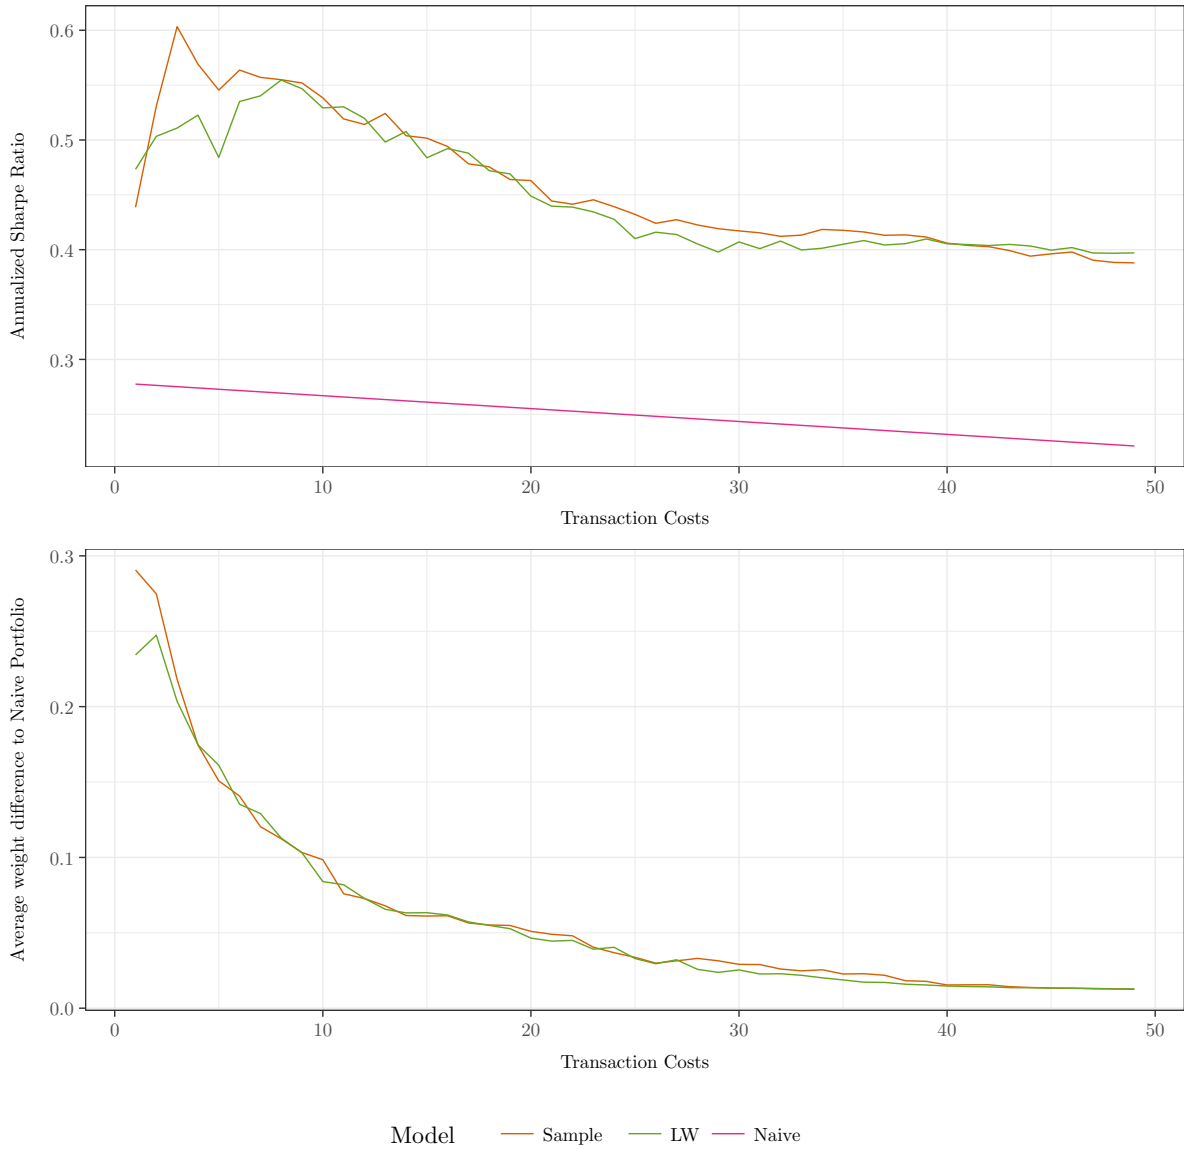 Annualized Sharpe Ratio
0.6
0.5
0.4
0.3
0 10 20 30 40 50
Transaction Costs
Average weight difference to Naive Portfolio
0.3
0.2
0.1
0.0
0 10 20 30 40 50
Transaction Costs
Model Sample LW Naive